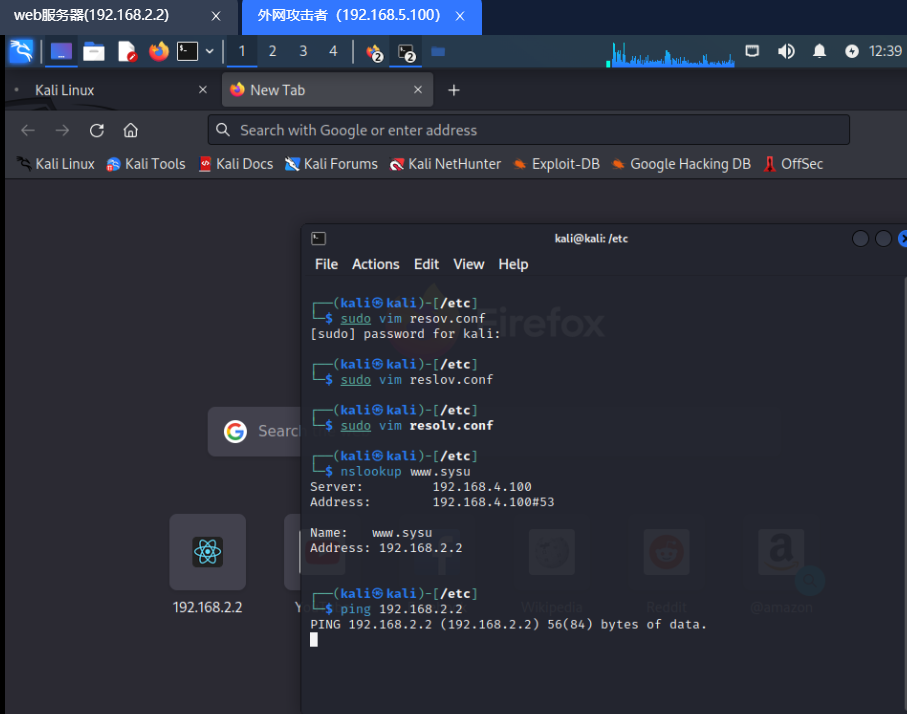 web服务器(192.168.2.2) ×
外网攻击者（192.168.5.100） ×
1 2 3 4 2 2 12:39
Kali Linux × New Tab × +
Search with Google or enter address
Kali Linux Kali Tools Kali Docs Kali Forums Kali NetHunter Exploit-DB Google Hacking DB OffSec
kali@kali: /etc
File Actions Edit View Help
┌──(kali㉿kali)-[/etc]
└─$ sudo vim resov.conf
[sudo] password for kali:
┌──(kali㉿kali)-[/etc]
└─$ sudo vim reslov.conf
┌──(kali㉿kali)-[/etc]
└─$ sudo vim resolv.conf
┌──(kali㉿kali)-[/etc]
└─$ nslookup www.sysu
Server: 192.168.4.100
Address: 192.168.4.100#53
Name: www.sysu
Address: 192.168.2.2
┌──(kali㉿kali)-[/etc]
└─$ ping 192.168.2.2
PING 192.168.2.2 (192.168.2.2) 56(84) bytes of data.
Firefox
Searc
192.168.2.2
Y
Wikipedia
Reddit
@amazon